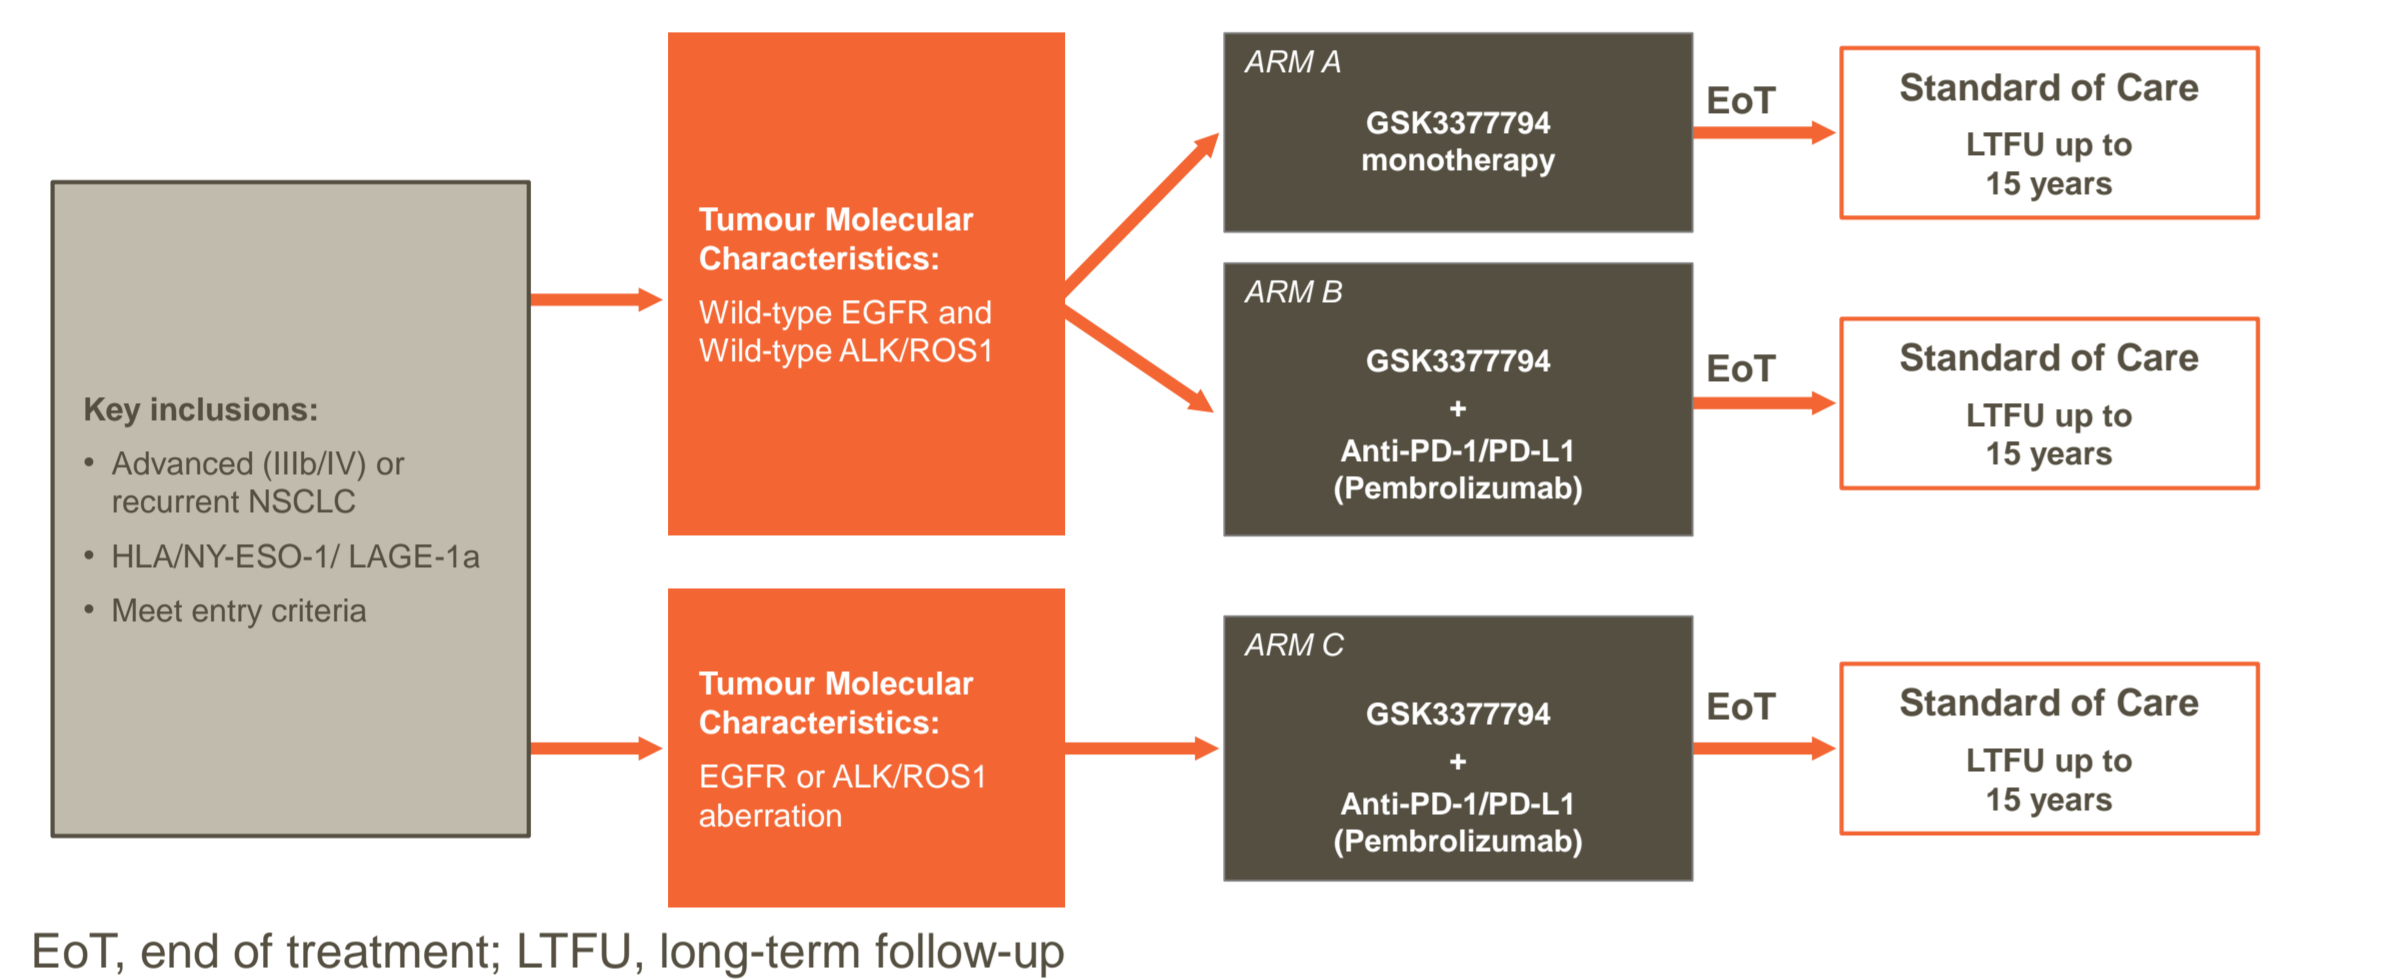 Key inclusions:
• Advanced (IIIb/IV) or
recurrent NSCLC
• HLA/NY-ESO-1/ LAGE-1a
• Meet entry criteria
Tumour Molecular
Characteristics:
Wild-type EGFR and
Wild-type ALK/ROS1
ARM A
GSK3377794
monotherapy
EoT
Standard of Care
LTFU up to
15 years
ARM B
GSK3377794
+
Anti-PD-1/PD-L1
(Pembrolizumab)
EoT
Standard of Care
LTFU up to
15 years
Tumour Molecular
Characteristics:
EGFR or ALK/ROS1
aberration
ARM C
GSK3377794
+
Anti-PD-1/PD-L1
(Pembrolizumab)
EoT
Standard of Care
LTFU up to
15 years
EoT, end of treatment; LTFU, long-term follow-up